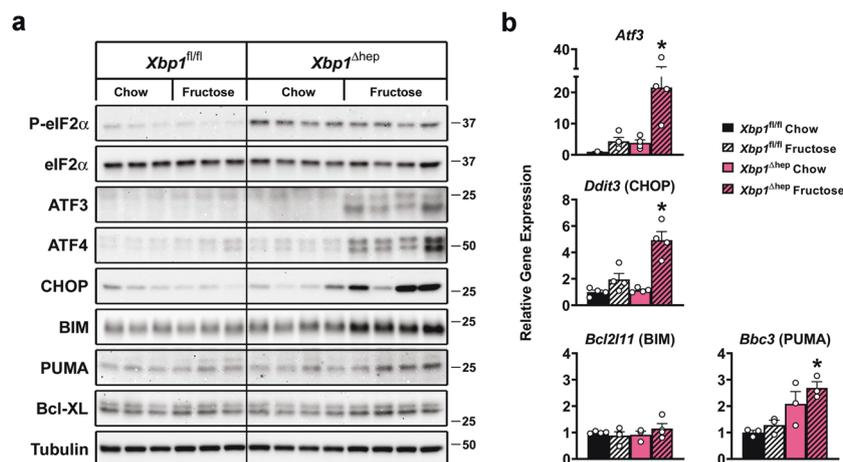 a
Xbp1fl/fl
Xbp1Δhep
Chow
Fructose
Chow
Fructose
P-eIF2α
37
eIF2α
37
ATF3
25
ATF4
50
CHOP
25
BIM
25
PUMA
25
Bcl-XL
25
Tubulin
50
b
Relative Gene Expression
Atf3
*
40
20
10
0
Ddit3 (CHOP)
*
8
6
4
2
0
Xbp1fl/fl Chow
Xbp1fl/fl Fructose
Xbp1Δhep Chow
Xbp1Δhep Fructose
Bcl2l11 (BIM)
4
3
2
1
0
Bbc3 (PUMA)
*
4
3
2
1
0